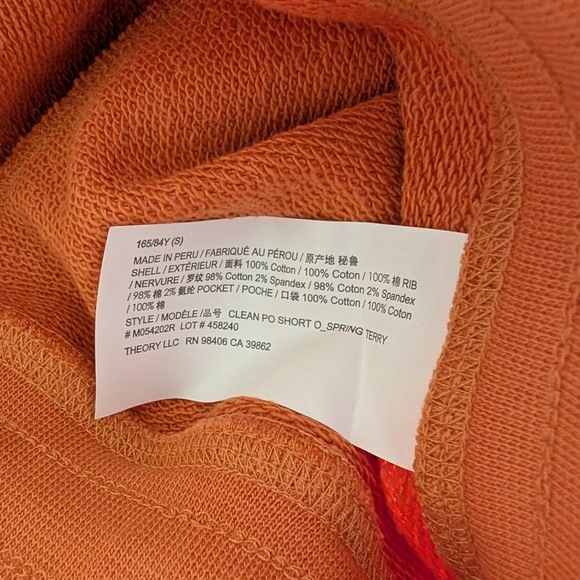 165/84Y (S)
MADE IN PERU / FABRIQUÉ AU PÉROU / 原产地 秘鲁
SHELL / EXTÉRIEUR / 面料 100% Cotton / 100% Coton / 100% 棉 RIB
/ NERVURE / 罗纹 98% Cotton 2% Spandex / 98% Coton 2% Spandex
/ 98% 棉 2% 氨纶 POCKET / POCHE / 口袋 100% Cotton / 100% Coton
/ 100% 棉
STYLE / MODÈLE / 品号 CLEAN PO SHORT O_SPRING TERRY
# M054202R LOT # 458240
THEORY LLC RN 98406 CA 39862